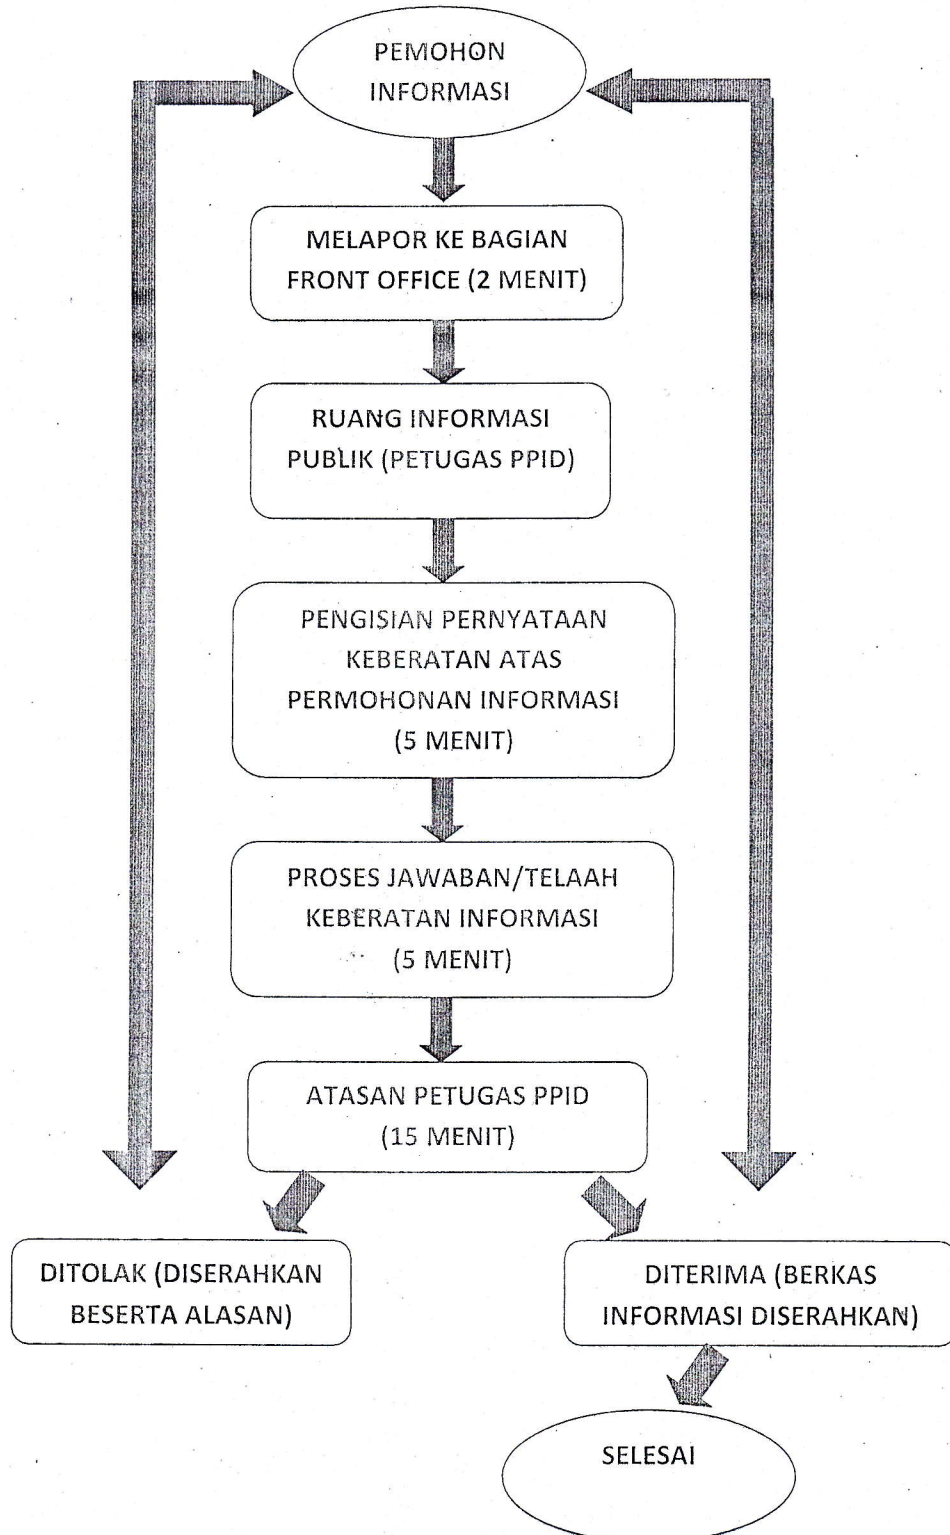 PEMOHON
INFORMASI
MELAPOR KE BAGIAN
FRONT OFFICE (2 MENIT)
RUANG INFORMASI
PUBLIK (PETUGAS PPID)
PENGISIAN PERNYATAAN
KEBERATAN ATAS
PERMOHONAN INFORMASI
(5 MENIT)
PROSES JAWABAN/TELAAH
KEBERATAN INFORMASI
(5 MENIT)
ATASAN PETUGAS PPID
(15 MENIT)
DITOLAK (DISERAHKAN
BESERTA ALASAN)
DITERIMA (BERKAS
INFORMASI DISERAHKAN)
SELESAI